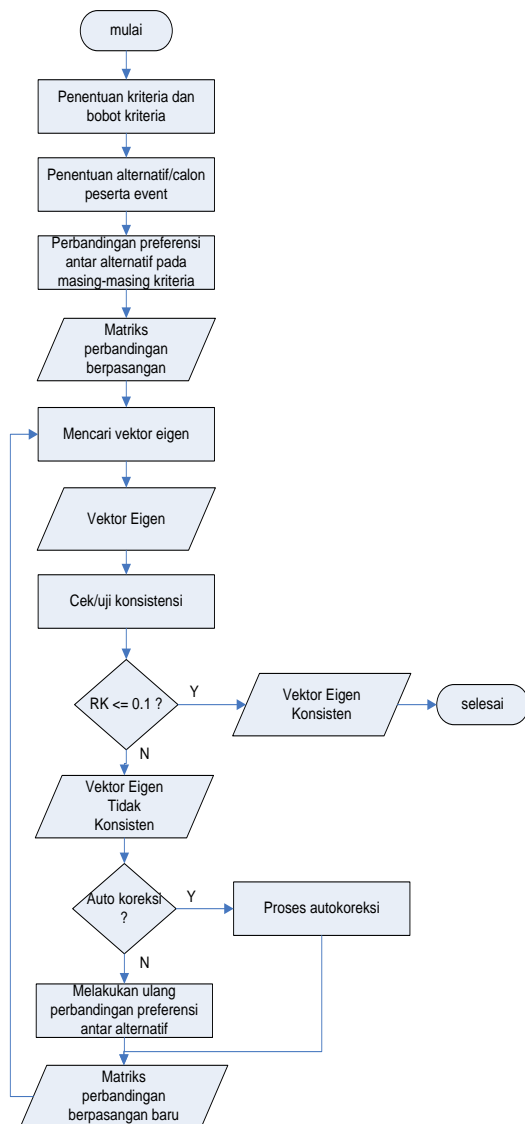 mulai
Penentuan kriteria dan
bobot kriteria
Penentuan alternatif/calon
peserta event
Perbandingan preferensi
antar alternatif pada
masing-masing kriteria
Matriks
perbandingan
berpasangan
Mencari vektor eigen
Vektor Eigen
Cek/uji konsistensi
RK <= 0.1 ?
Y
Vektor Eigen
Konsisten
selesai
N
Vektor Eigen
Tidak
Konsisten
Auto koreksi
?
Y
Proses autokoreksi
N
Melakukan ulang
perbandingan preferensi
antar alternatif
Matriks
perbandingan
berpasangan baru